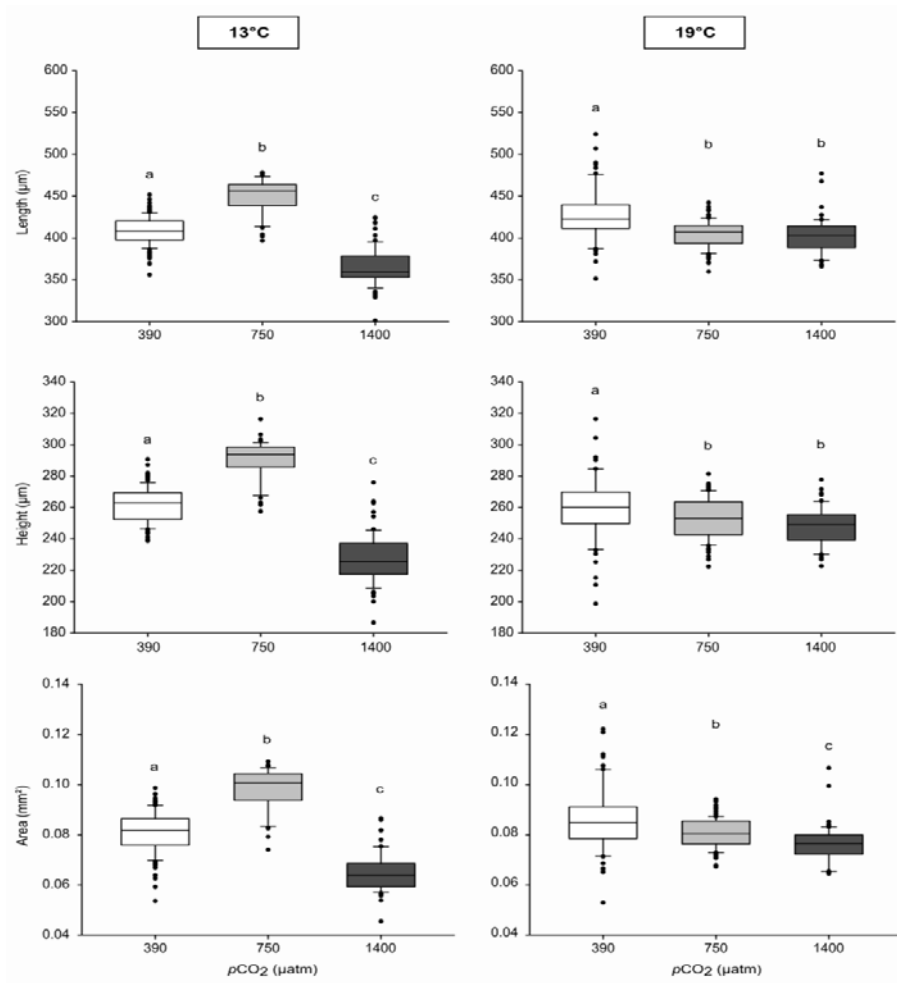 13°C
19°C
600
550
500
450
400
350
300
Length (µm)
a
b
c
390
750
1400
600
550
500
450
400
350
300
a
b
b
390
750
1400
340
320
300
280
260
240
220
200
180
Height (µm)
a
b
c
390
750
1400
340
320
300
280
260
240
220
200
180
a
b
b
390
750
1400
0.14
0.12
0.10
0.08
0.06
0.04
Area (mm²)
a
b
c
390
750
1400
pCO₂ (µatm)
0.14
0.12
0.10
0.08
0.06
0.04
a
b
c
390
750
1400
pCO₂ (µatm)